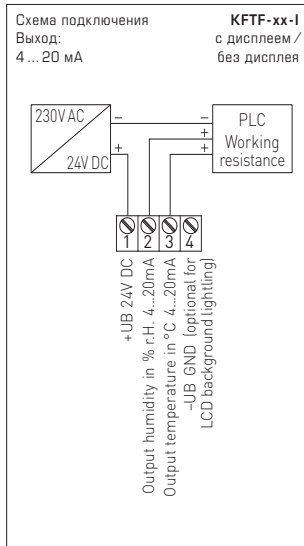 Схема подключения
Выход:
4 ... 20 мА
KFTF-xx-I
с дисплеем /
без дисплея
230V AC
24V DC
–
+
–
+
+
PLC
Working
resistance
1
2
3
4
+UB 24V DC
Output humidity in % r.H. 4...20mA
Output temperature in °C 4...20mA
–UB GND (optional for
LCD background lightling)